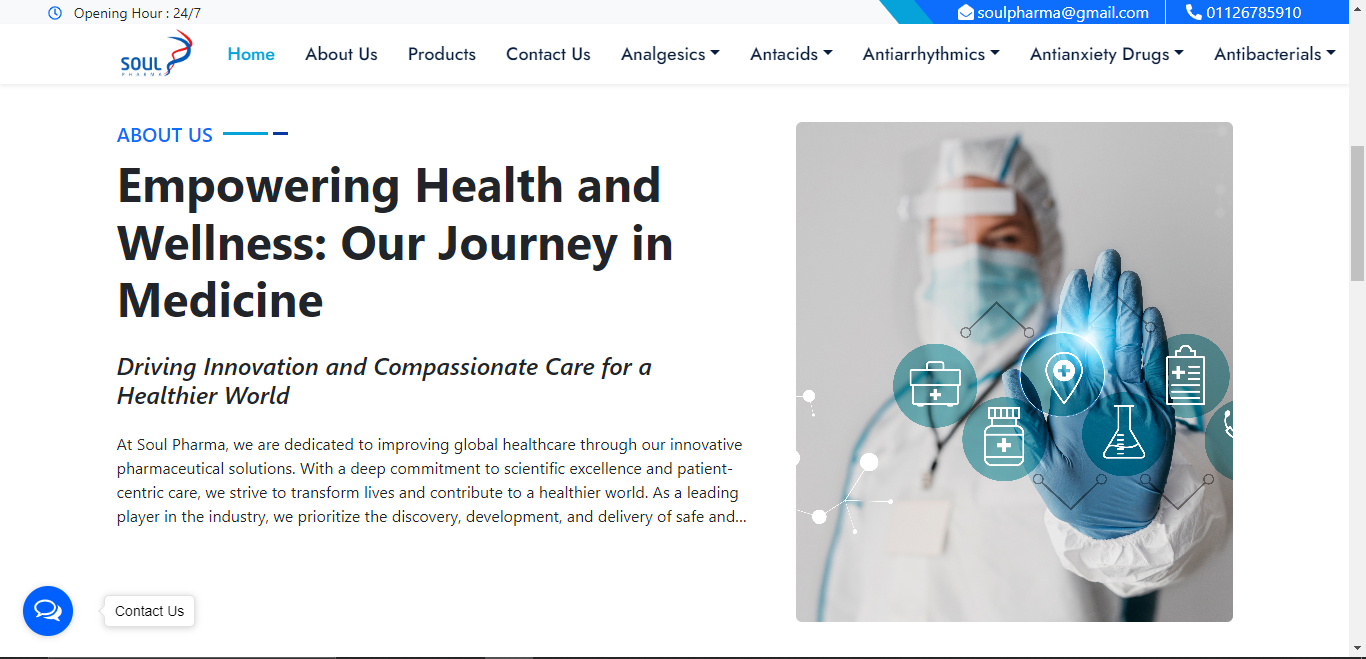 Opening Hour : 24/7
soulpharma@gmail.com
01126785910
SOUL
PHARMA
Home
About Us
Products
Contact Us
Analgesics
Antacids
Antiarrhythmics
Antianxiety Drugs
Antibacterials
ABOUT US
Empowering Health and
Wellness: Our Journey in
Medicine
Driving Innovation and Compassionate Care for a
Healthier World
At Soul Pharma, we are dedicated to improving global healthcare through our innovative
pharmaceutical solutions. With a deep commitment to scientific excellence and patient-
centric care, we strive to transform lives and contribute to a healthier world. As a leading
player in the industry, we prioritize the discovery, development, and delivery of safe and...
Contact Us